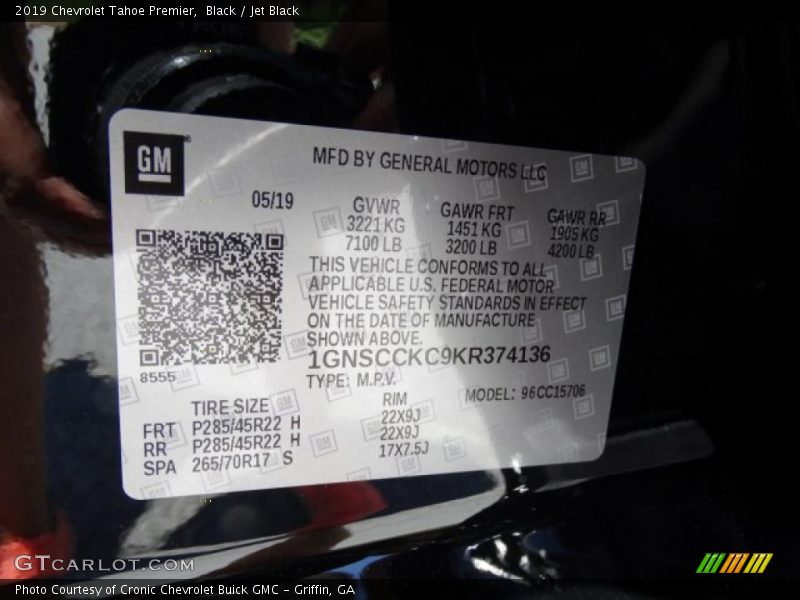 2019 Chevrolet Tahoe Premier, Black / Jet Black
GM
MFD BY GENERAL MOTORS LLC
05/19
GVWR GAWR FRT GAWR RR
3221 KG 1451 KG 1905 KG
7100 LB 3200 LB 4200 LB
THIS VEHICLE CONFORMS TO ALL
APPLICABLE U.S. FEDERAL MOTOR
VEHICLE SAFETY STANDARDS IN EFFECT
ON THE DATE OF MANUFACTURE
SHOWN ABOVE.
8555
1GNSCCKC9KR374136
TYPE: M.P.V.
MODEL: 96CC15706
TIRE SIZE RIM
FRT P285/45R22 H 22X9J
RR P285/45R22 H 22X9J
SPA 265/70R17 S 17X7.5J
GTCARLOT.COM
Photo Courtesy of Cronic Chevrolet Buick GMC - Griffin, GA